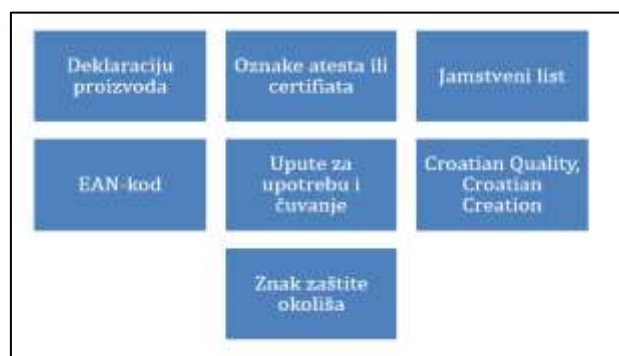 Deklaraciju
proizvoda
Oznake atesta ili
certifiata
Jamstveni list
EAN-kod
Upute za
upotrebu i
čuvanje
Croatian Quality,
Croatian
Creation
Znak zaštite
okoliša